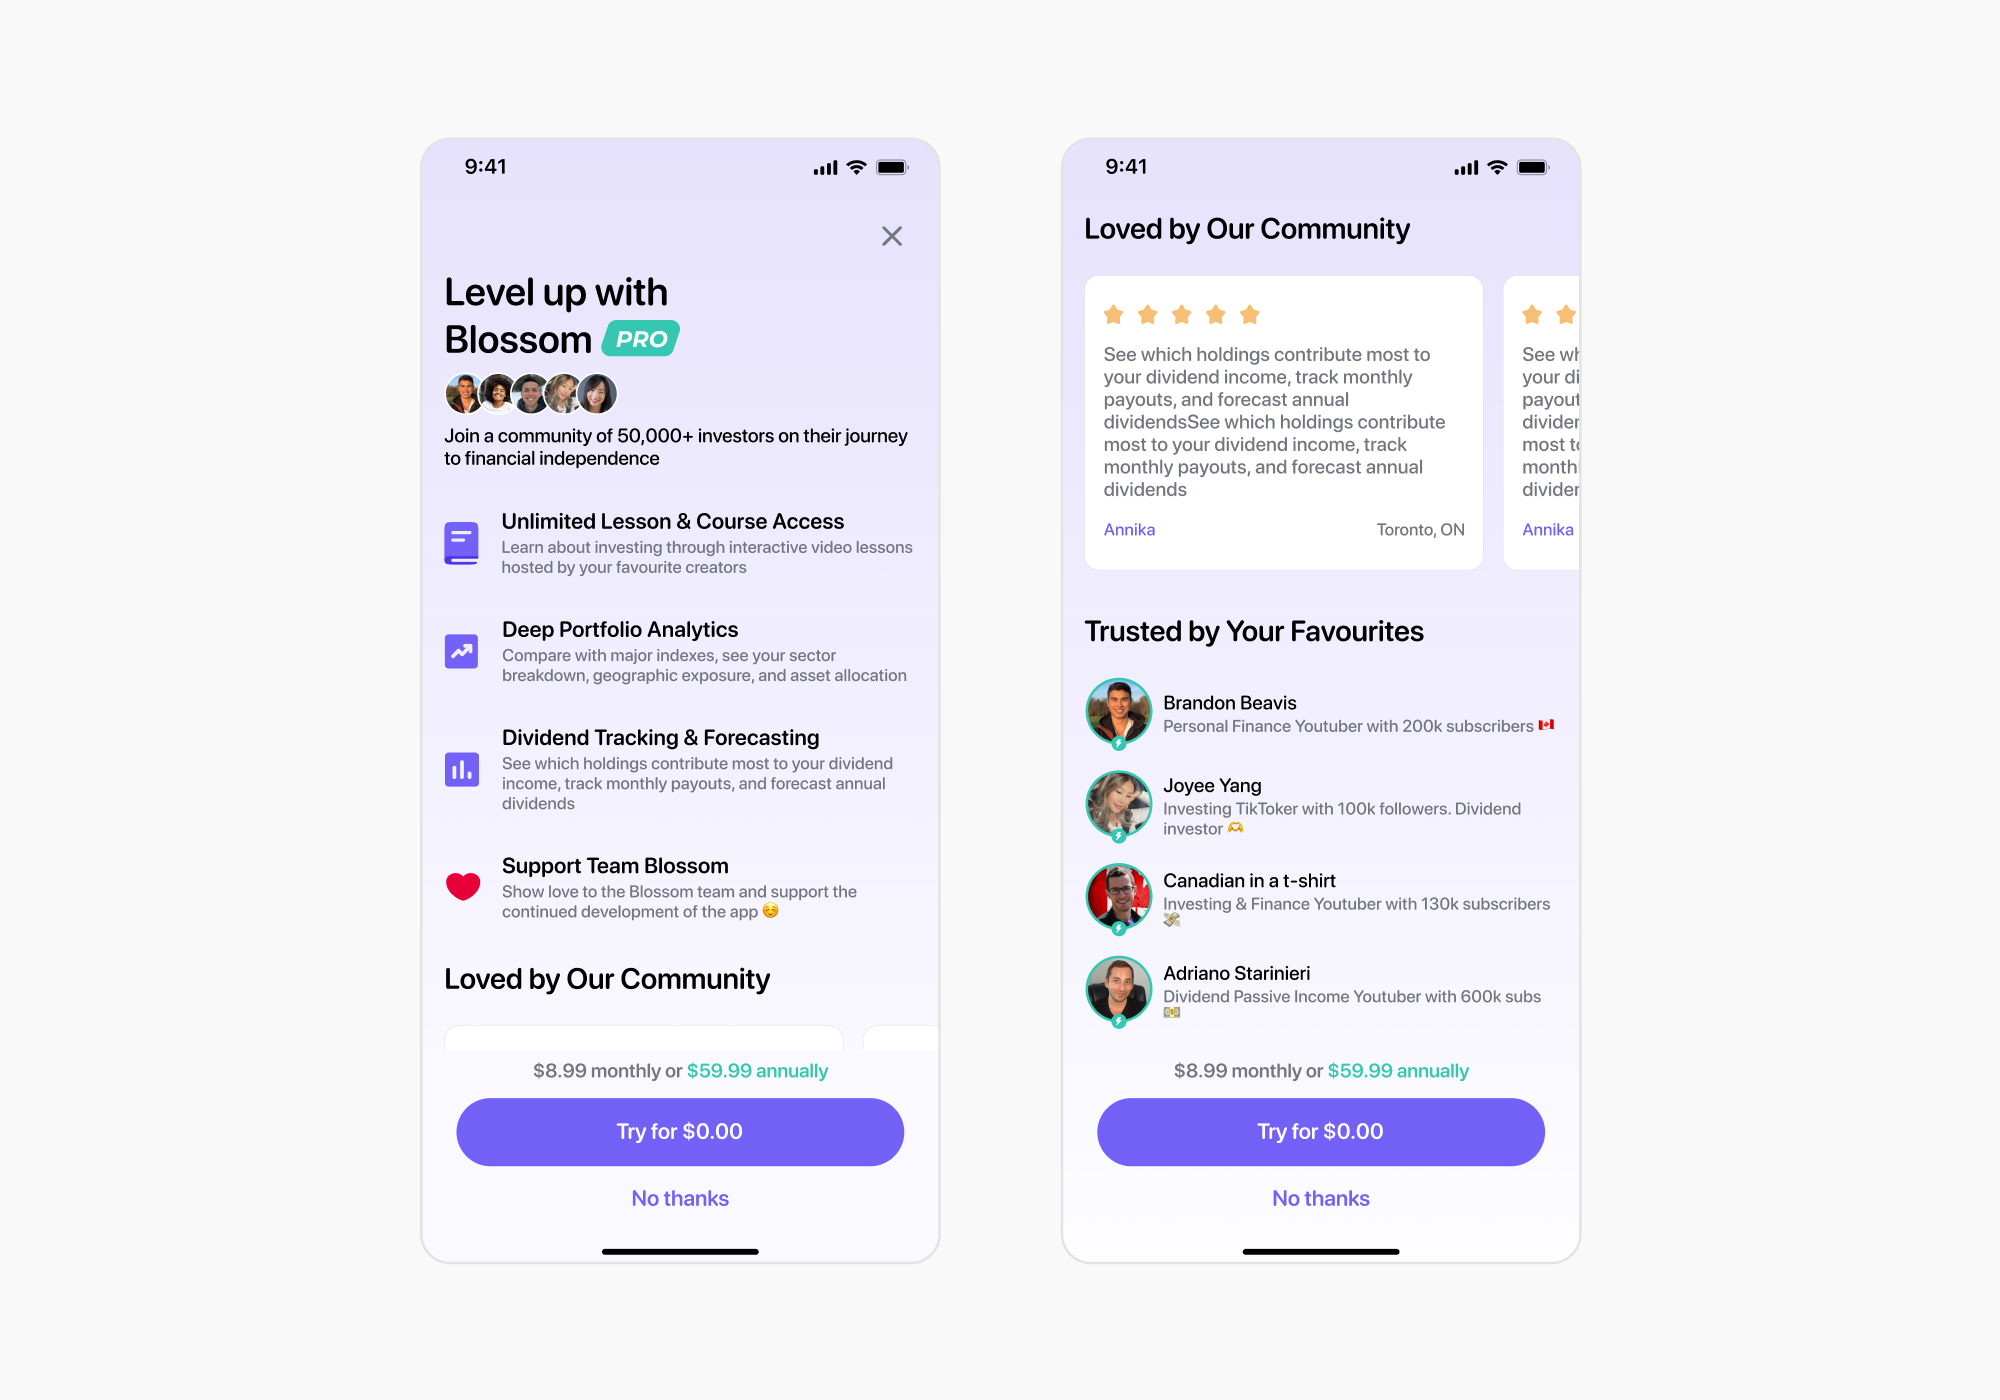 9:41
Level up with
Blossom PRO
Join a community of 50,000+ investors on their journey
to financial independence
Unlimited Lesson & Course Access
Learn about investing through interactive video lessons
hosted by your favourite creators
Deep Portfolio Analytics
Compare with major indexes, see your sector
breakdown, geographic exposure, and asset allocation
Dividend Tracking & Forecasting
See which holdings contribute most to your dividend
income, track monthly payouts, and forecast annual
dividends
Support Team Blossom
Show love to the Blossom team and support the
continued development of the app ☺️
Loved by Our Community
$8.99 monthly or $59.99 annually
Try for $0.00
No thanks
9:41
Loved by Our Community
See which holdings contribute most to
your dividend income, track monthly
payouts, and forecast annual
dividendsSee which holdings contribute
most to your dividend income, track
monthly payouts, and forecast annual
dividends
Annika
Toronto, ON
See wh
your di
payout
divider
most to
month
divider
Annika
Trusted by Your Favourites
Brandon Beavis
Personal Finance Youtuber with 200k subscribers 🇨🇦
Joyee Yang
Investing TikToker with 100k followers. Dividend
investor 🫶
Canadian in a t-shirt
Investing & Finance Youtuber with 130k subscribers
💸
Adriano Starinieri
Dividend Passive Income Youtuber with 600k subs
💵
$8.99 monthly or $59.99 annually
Try for $0.00
No thanks